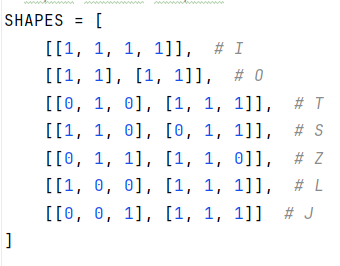 SHAPES = [
    [[1, 1, 1, 1]],  # I
    [[1, 1], [1, 1]],  # O
    [[0, 1, 0], [1, 1, 1]],  # T
    [[1, 1, 0], [0, 1, 1]],  # S
    [[0, 1, 1], [1, 1, 0]],  # Z
    [[1, 0, 0], [1, 1, 1]],  # L
    [[0, 0, 1], [1, 1, 1]]  # J
]